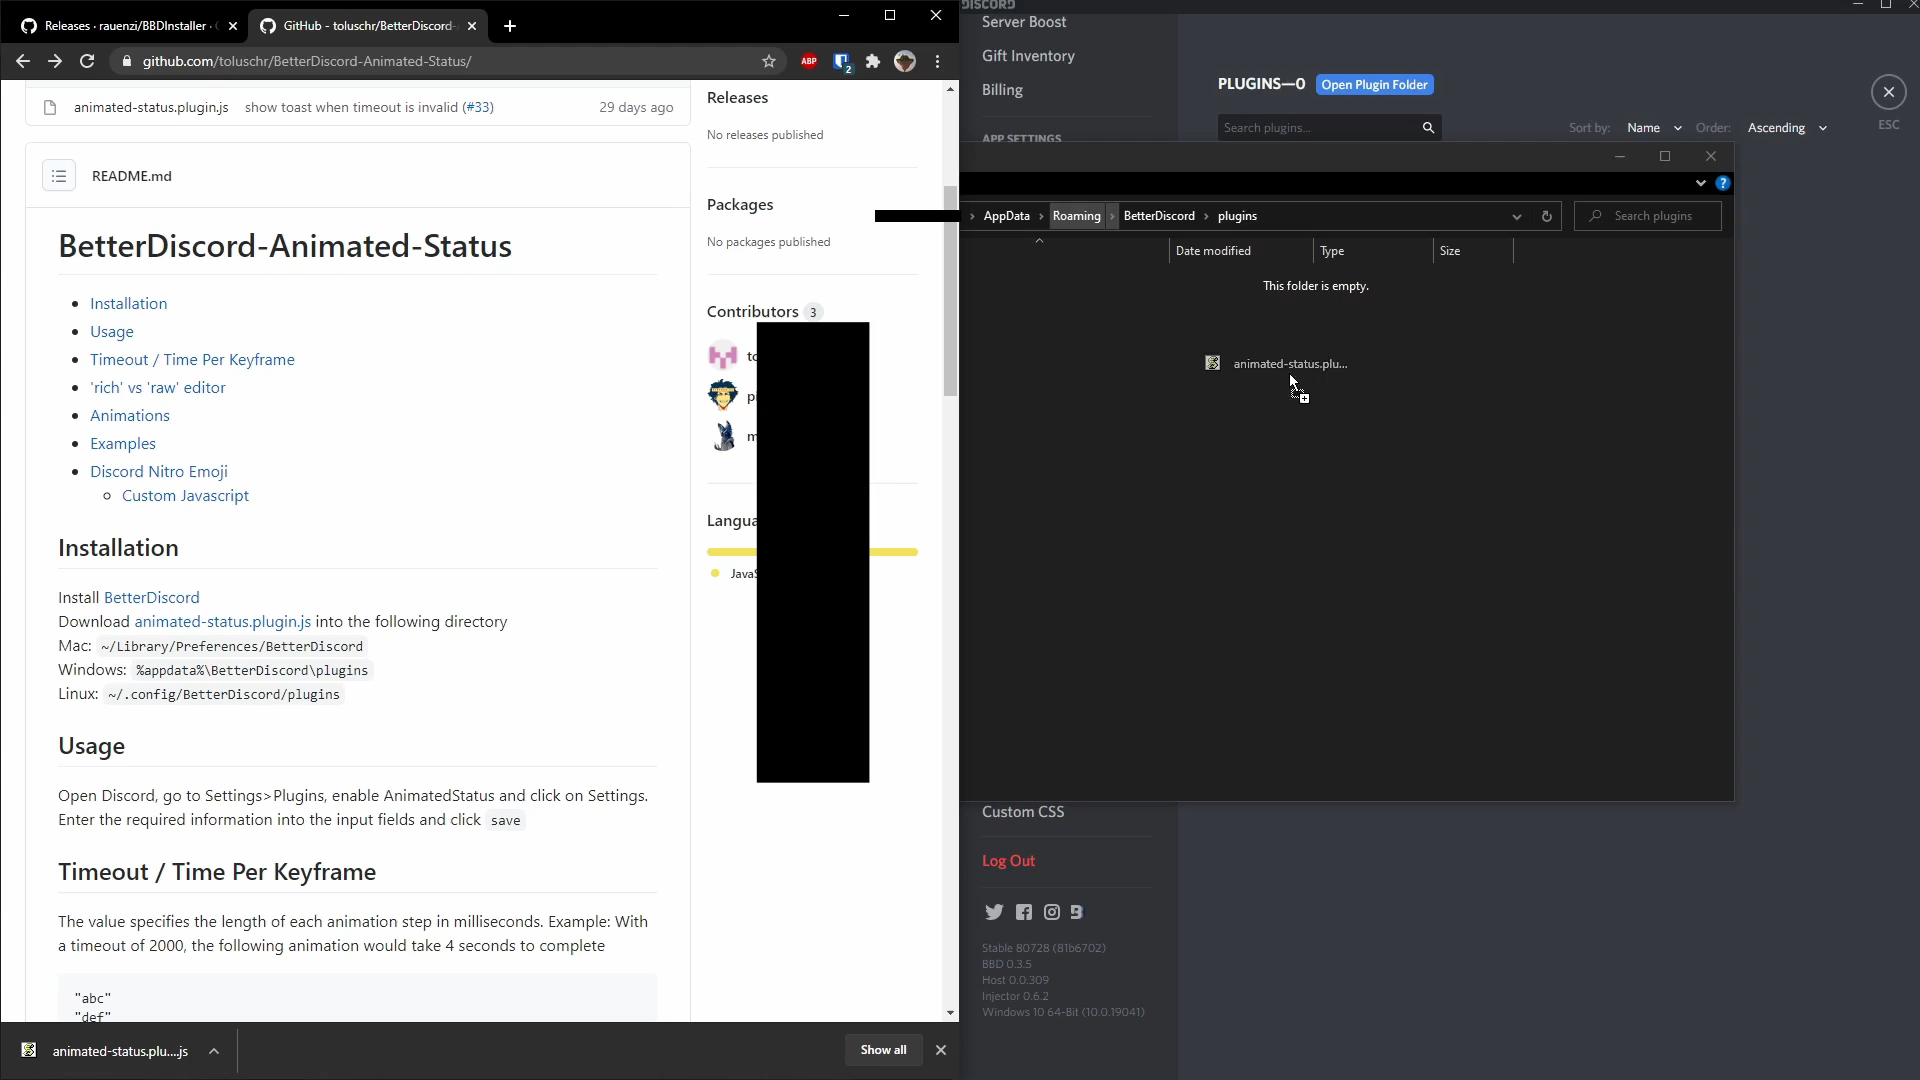 Releases · rauenzi/BBDInstaller ·
GitHub - toluschr/BetterDiscord-
github.com/toluschr/BetterDiscord-Animated-Status/
ABP
2
animated-status.plugin.js show toast when timeout is invalid (#33) 29 days ago
README.md
BetterDiscord-Animated-Status
Installation
Usage
Timeout / Time Per Keyframe
'rich' vs 'raw' editor
Animations
Examples
Discord Nitro Emoji
Custom Javascript
Installation
Install BetterDiscord
Download animated-status.plugin.js into the following directory
Mac: ~/Library/Preferences/BetterDiscord
Windows: %appdata%\BetterDiscord\plugins
Linux: ~/.config/BetterDiscord/plugins
Usage
Open Discord, go to Settings>Plugins, enable AnimatedStatus and click on Settings.
Enter the required information into the input fields and click save
Timeout / Time Per Keyframe
The value specifies the length of each animation step in milliseconds. Example: With
a timeout of 2000, the following animation would take 4 seconds to complete
"abc"
"def"
Releases
No releases published
Packages
No packages published
Contributors 3
to
pi
m
Langua
JavaS
animated-status.plu....js
Show all
DISCORD
Server Boost
Gift Inventory
Billing
APP SETTINGS
PLUGINS—0 Open Plugin Folder
Search plugins...
Sort by: Name Order: Ascending
ESC
?
AppData › Roaming › BetterDiscord › plugins
Search plugins
Date modified Type Size
This folder is empty.
animated-status.plu...
Custom CSS
Log Out
Stable 80728 (81b6702)
BBD 0.3.5
Host 0.0.309
Injector 0.6.2
Windows 10 64-Bit (10.0.19041)